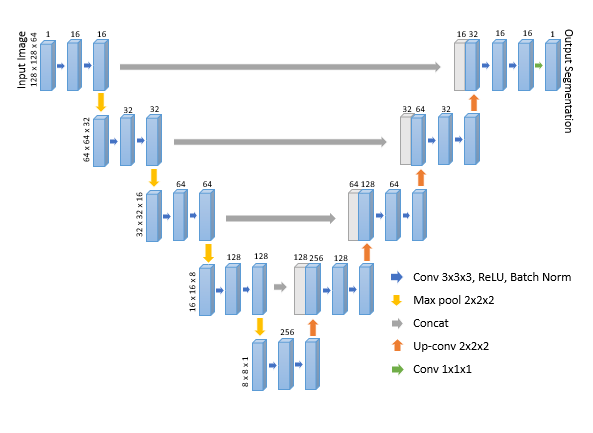 Input Image
128 x 128 x 64
1 16 16
16 32 16 16 1
Output Segmentation
64 x 64 x 32
32 32
32 64 32
32 x 32 x 16
64 64
64 128 64
16 x 16 x 8
128 128
128 256 128
8 x 8 x 1
256
Conv 3x3x3, ReLU, Batch Norm
Max pool 2x2x2
Concat
Up-conv 2x2x2
Conv 1x1x1